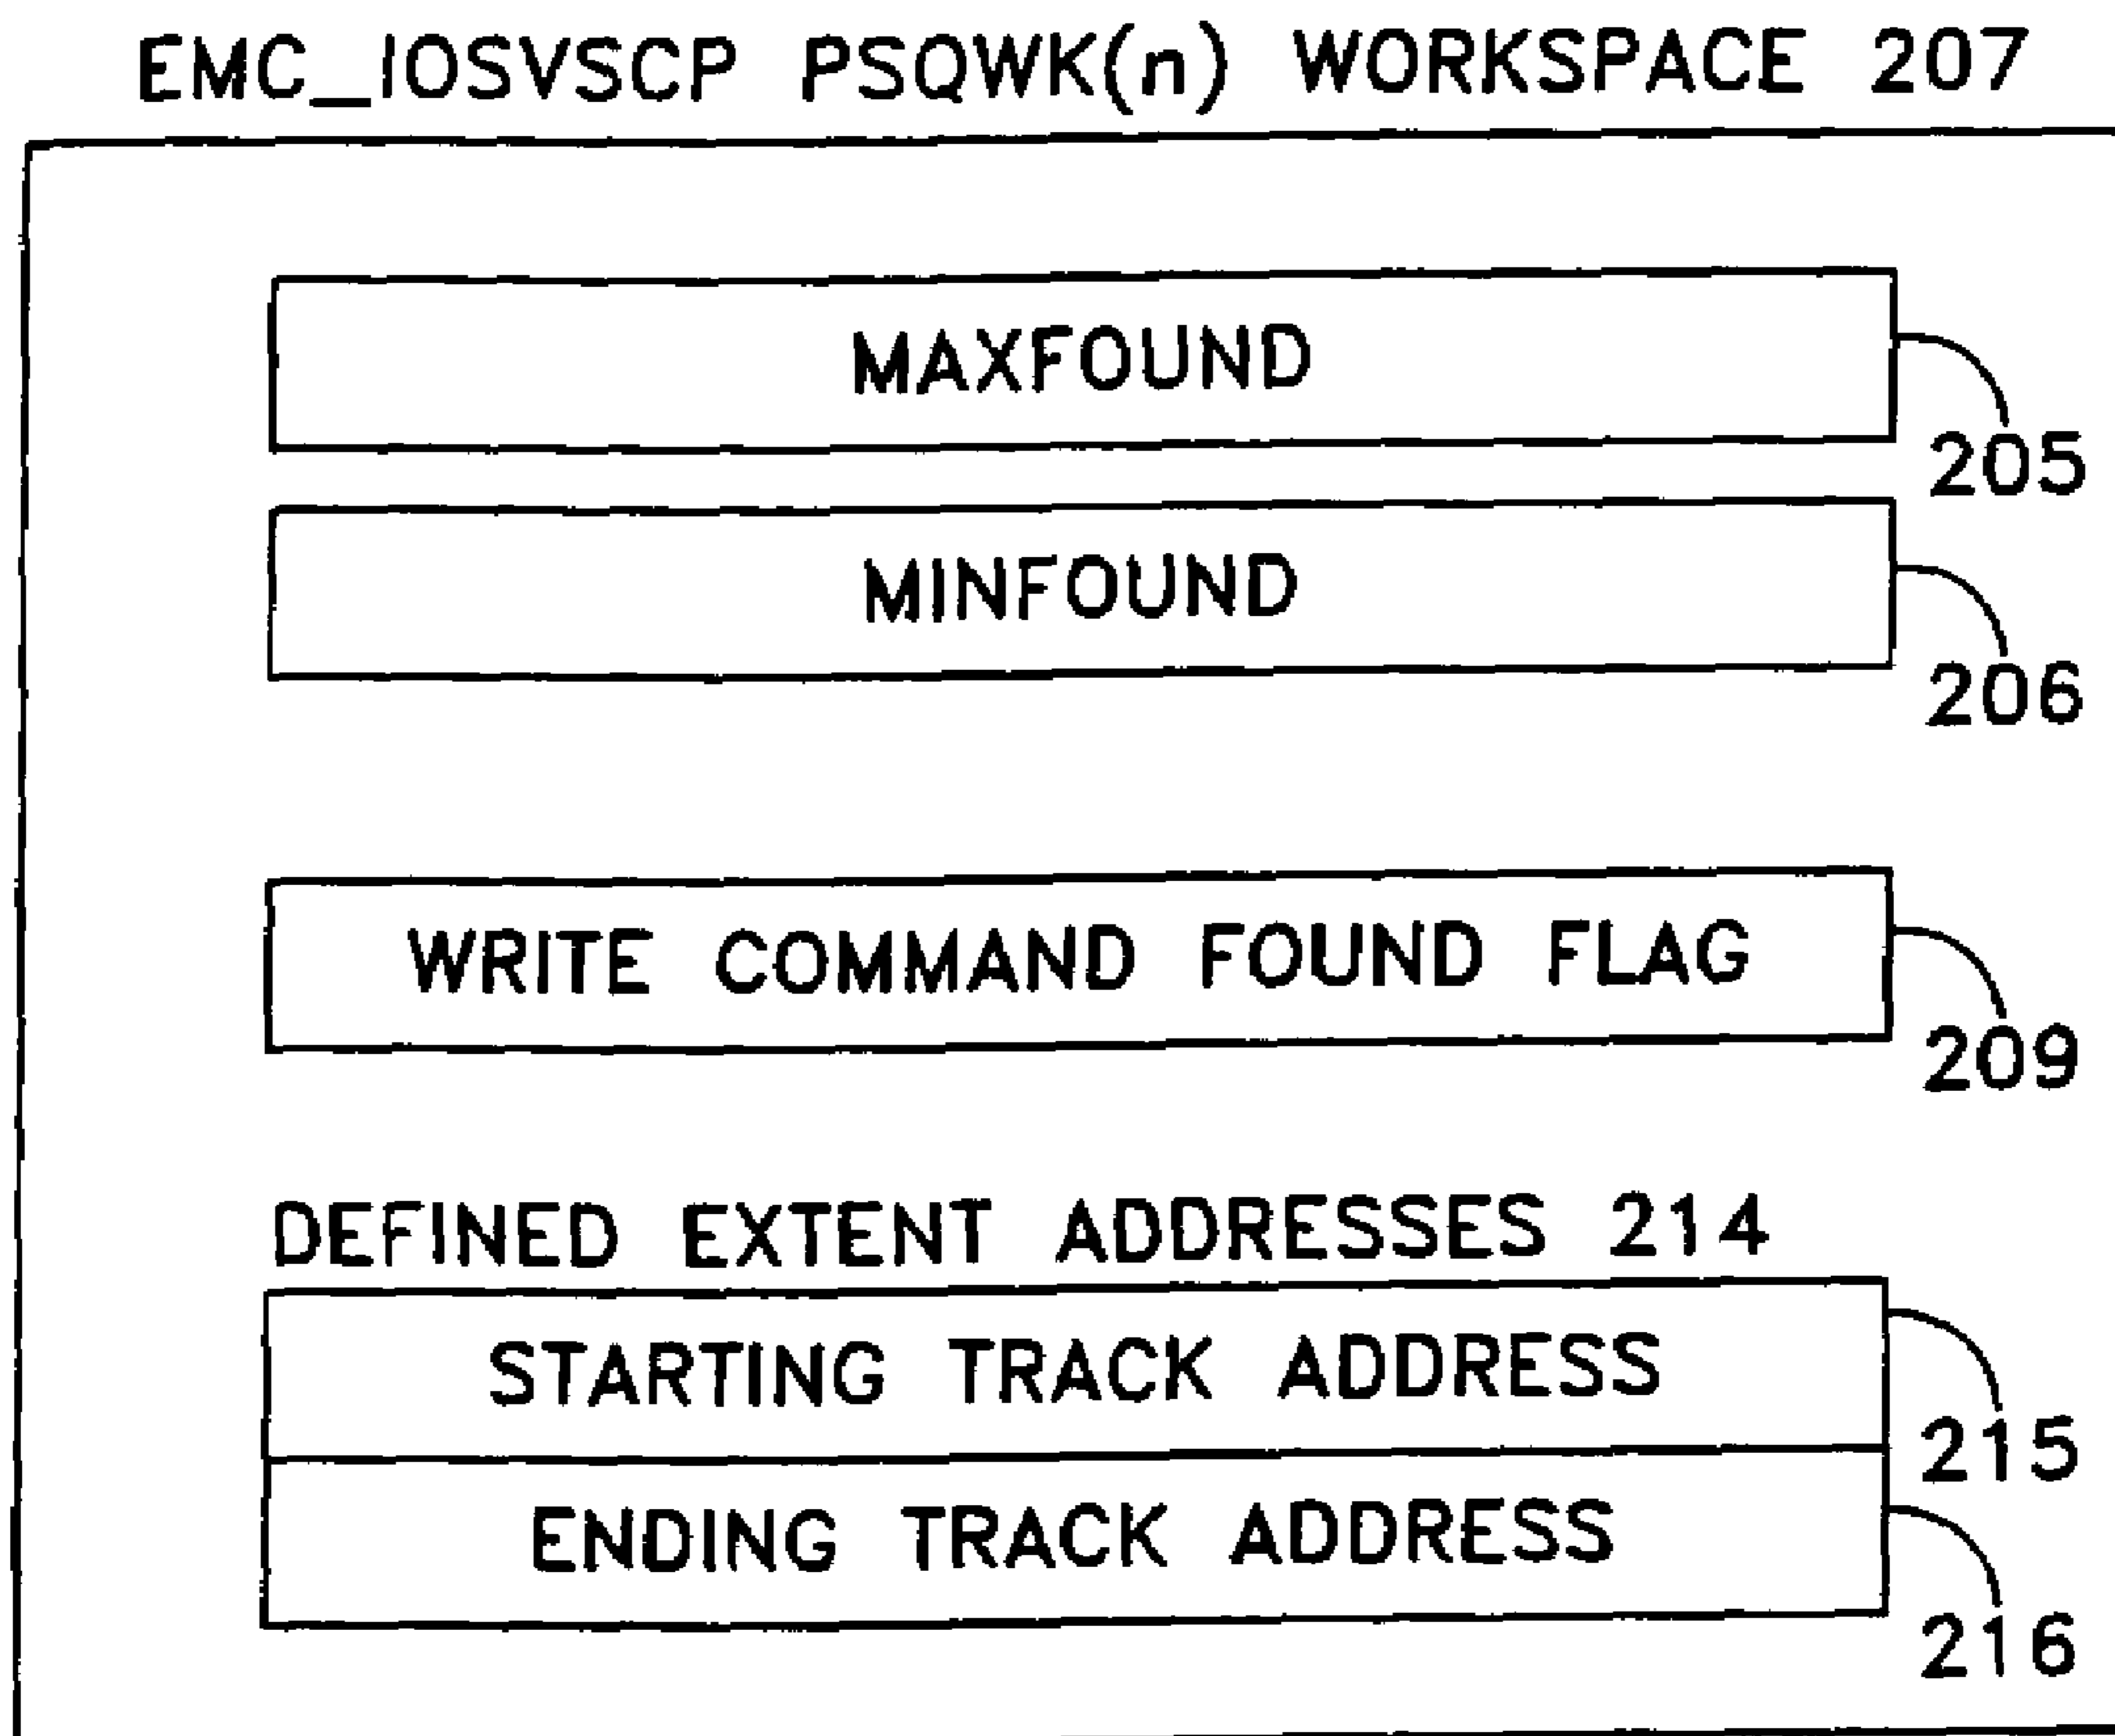 EMC_IOSVSCP PSQWK(n) WORKSPACE 207
MAXFOUND
205
MINFOUND
206
WRITE COMMAND FOUND FLAG
209
DEFINED EXTENT ADDRESSES 214
STARTING TRACK ADDRESS
215
ENDING TRACK ADDRESS
216